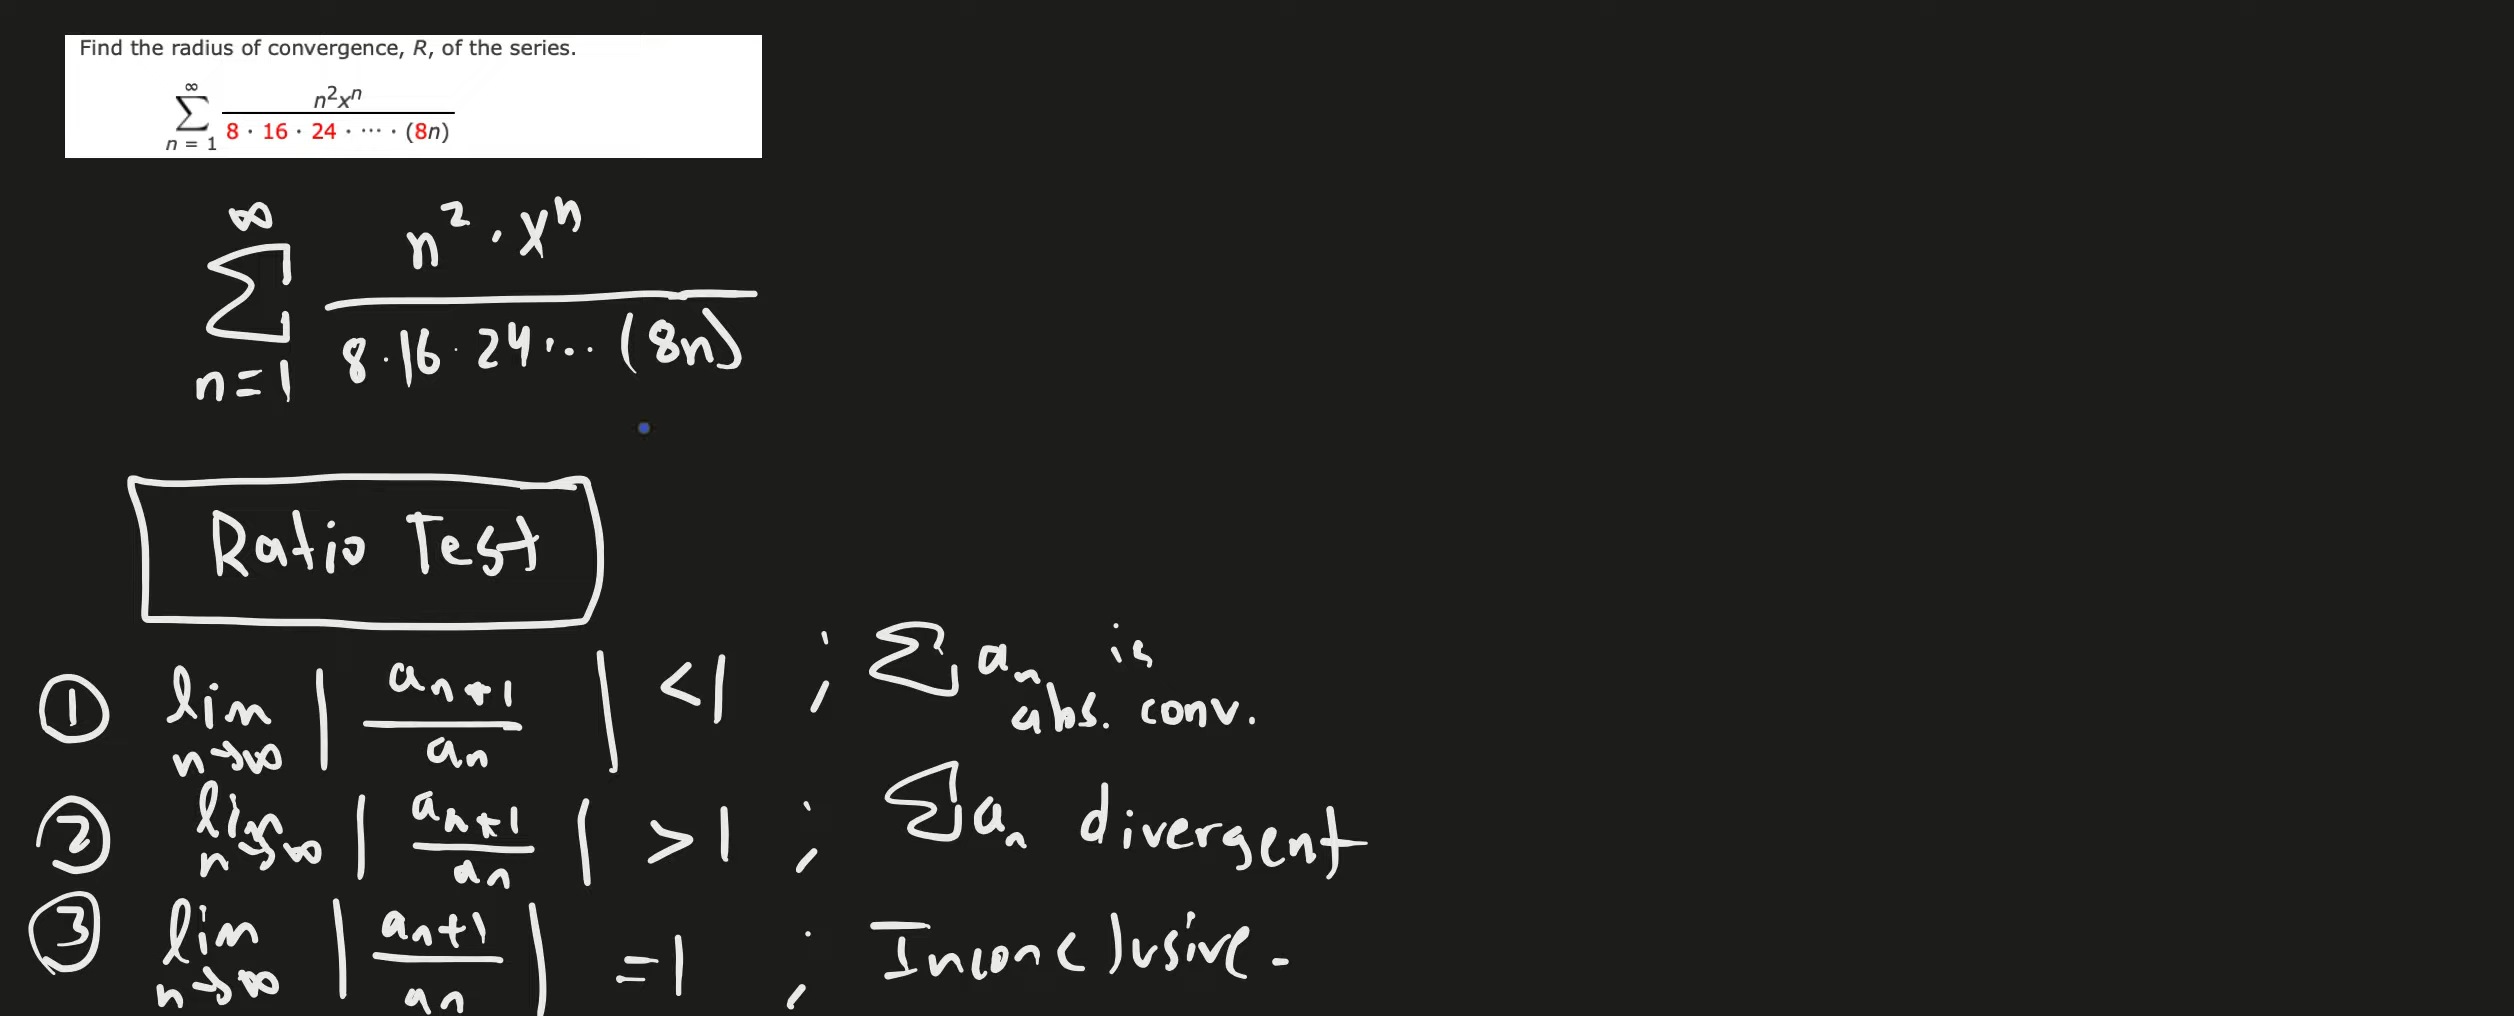 Find the radius of convergence, R, of the series.
∞
n²xⁿ
Σ
8 · 16 · 24 · ⋯ · (8n)
n = 1
∞
n² · xⁿ
Σ
8 · 16 · 24 ... (8n)
n=1
Ratio Test
① lim n→∞ | aₙ₊₁ / aₙ | <1 ; Σ aₙ is abs. conv.
② lim n→∞ | aₙ₊₁ / aₙ | >1 ; Σ aₙ divergent
③ lim n→∞ | aₙ₊₁ / aₙ | =1 ; Inconclusive.